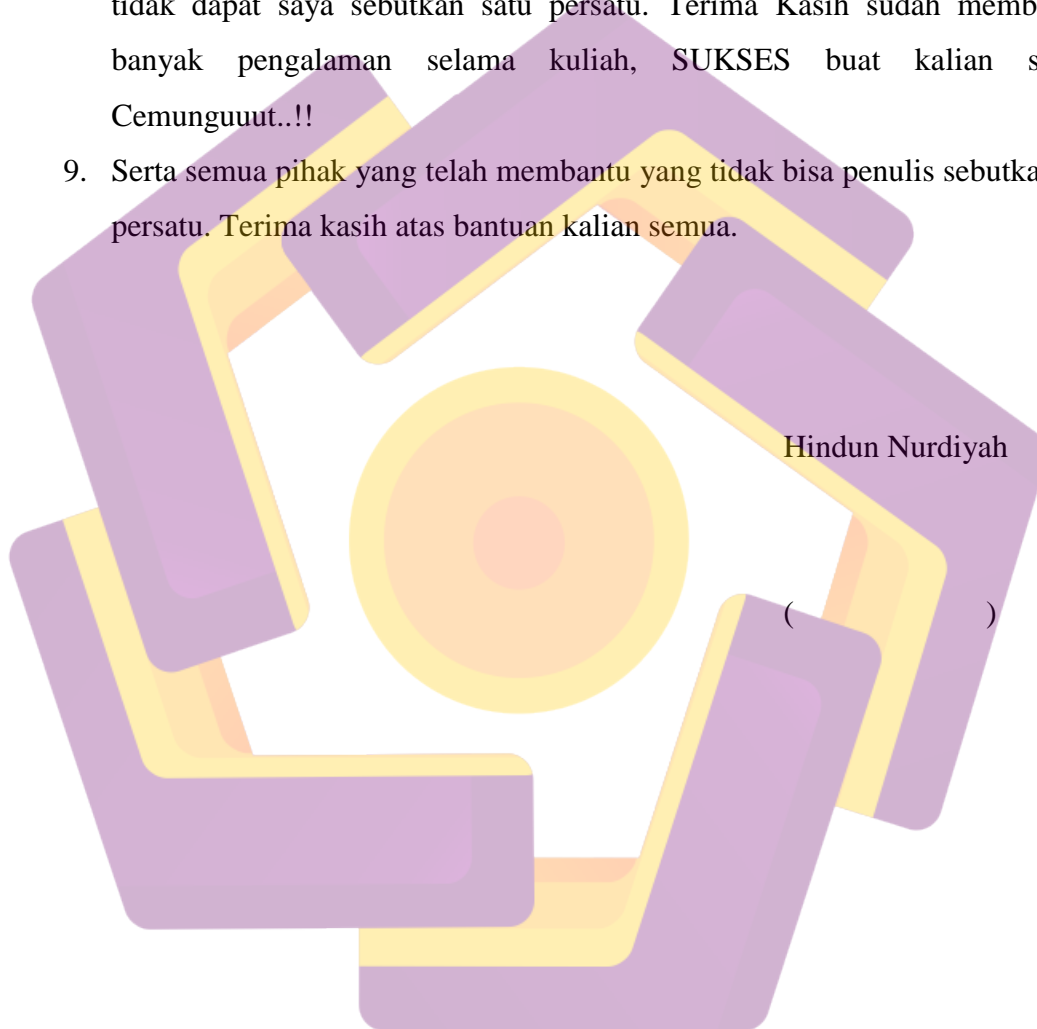 tidak dapat saya sebutkan satu persatu. Terima Kasih sudah memb
banyak pengalaman selama kuliah, SUKSES buat kalian s
Cemunguuut..!!
9. Serta semua pihak yang telah membantu yang tidak bisa penulis sebutka
persatu. Terima kasih atas bantuan kalian semua.
Hindun Nurdiyah
( )